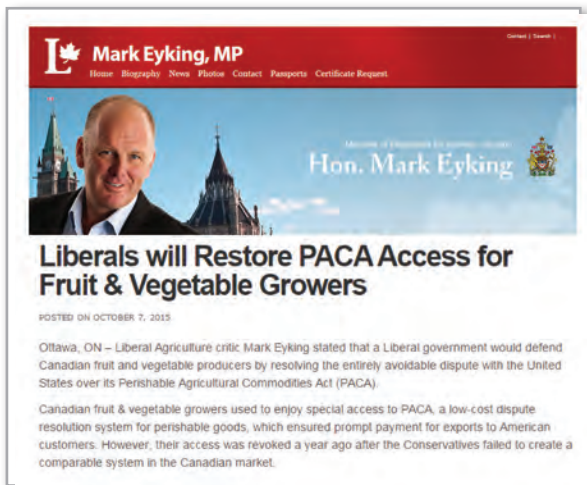 Contact | Search |
L
Mark Eyking, MP
Home Biography News Photos Contact Passports Certificate Request
Member of Parliament for
Hon. Mark Eyking
Liberals will Restore PACA Access for
Fruit & Vegetable Growers
POSTED ON OCTOBER 7, 2015
Ottawa, ON – Liberal Agriculture critic Mark Eyking stated that a Liberal government would defend
Canadian fruit and vegetable producers by resolving the entirely avoidable dispute with the United
States over its Perishable Agricultural Commodities Act (PACA).
Canadian fruit & vegetable growers used to enjoy special access to PACA, a low-cost dispute
resolution system for perishable goods, which ensured prompt payment for exports to American
customers. However, their access was revoked a year ago after the Conservatives failed to create a
comparable system in the Canadian market.